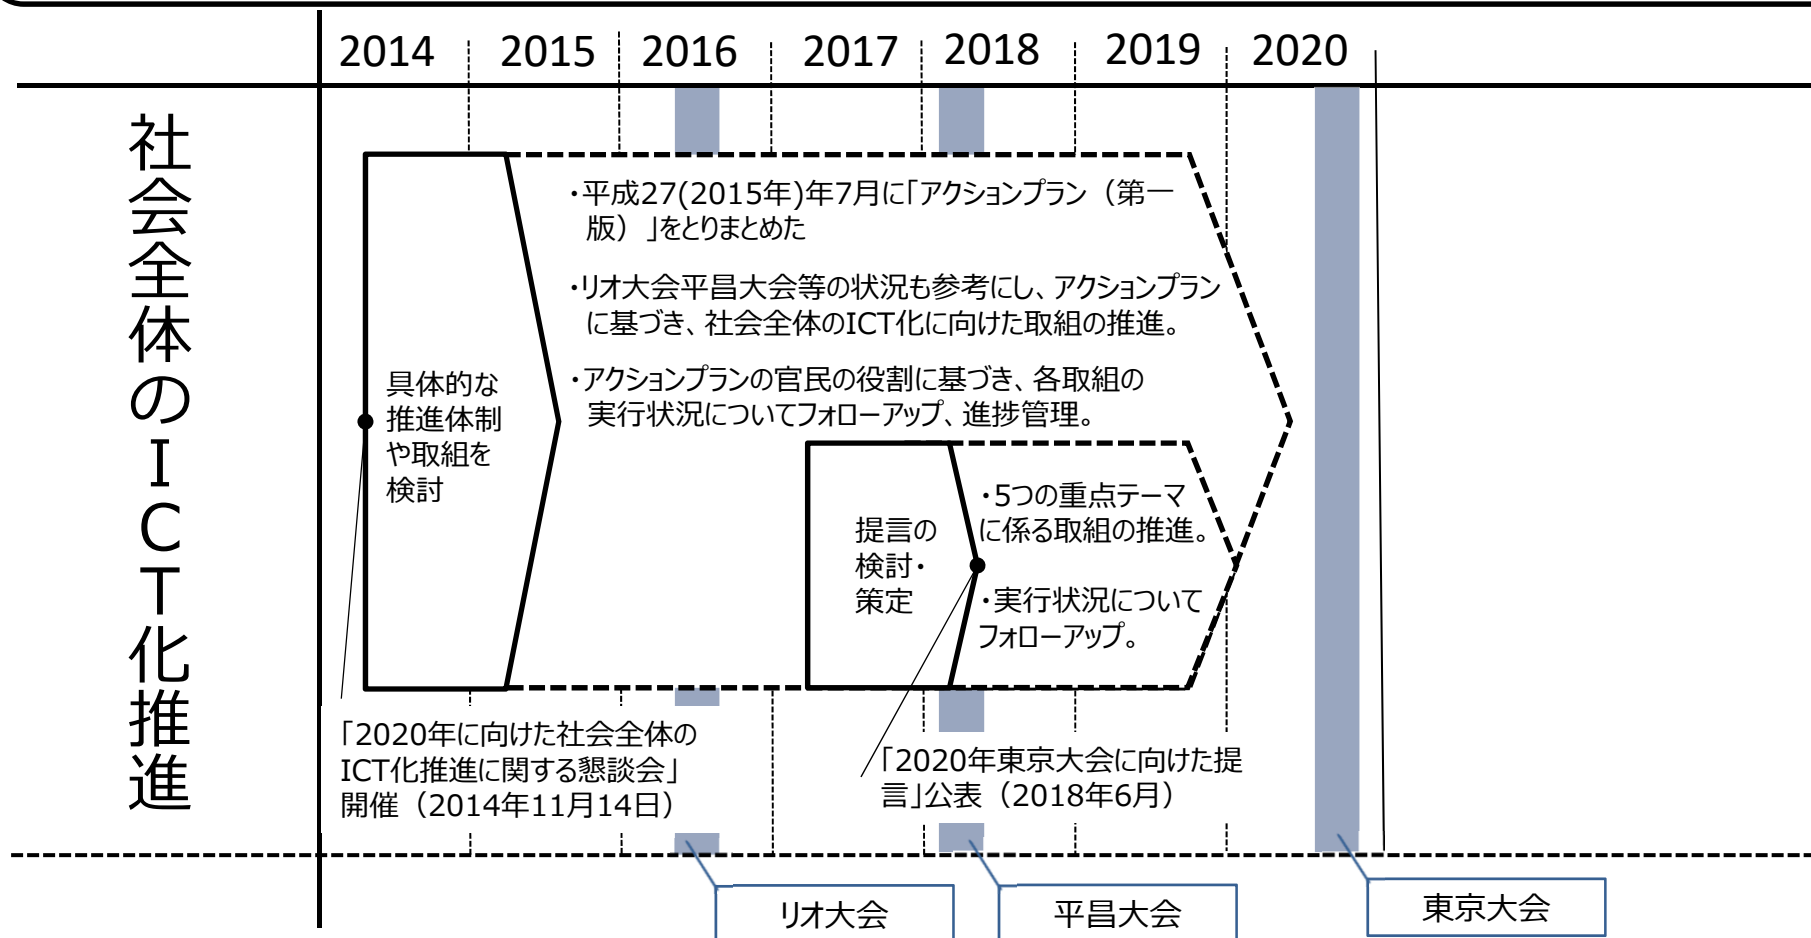 2014 2015 2016 2017 2018 2019 2020
社会全体のICT化推進
・平成27(2015年)年7月に「アクションプラン（第一
版）」をとりまとめた
・リオ大会平昌大会等の状況も参考にし、アクションプラン
に基づき、社会全体のICT化に向けた取組の推進。
・アクションプランの官民の役割に基づき、各取組の
実行状況についてフォローアップ、進捗管理。
具体的な
推進体制
や取組を
検討
提言の
検討・
策定
・5つの重点テーマ
に係る取組の推進。
・実行状況について
フォローアップ。
「2020年に向けた社会全体の
ICT化推進に関する懇談会」
開催（2014年11月14日）
「2020年東京大会に向けた提
言」公表（2018年6月）
リオ大会
平昌大会
東京大会